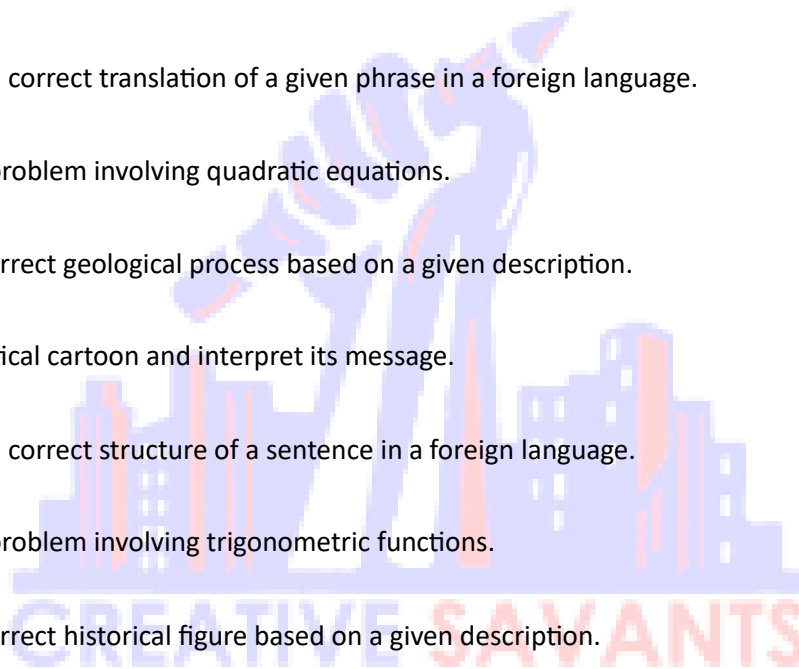 correct translation of a given phrase in a foreign language.
problem involving quadratic equations.
rrect geological process based on a given description.
tical cartoon and interpret its message.
correct structure of a sentence in a foreign language.
problem involving trigonometric functions.
CREATIVE SAVANTS
rrect historical figure based on a given description.